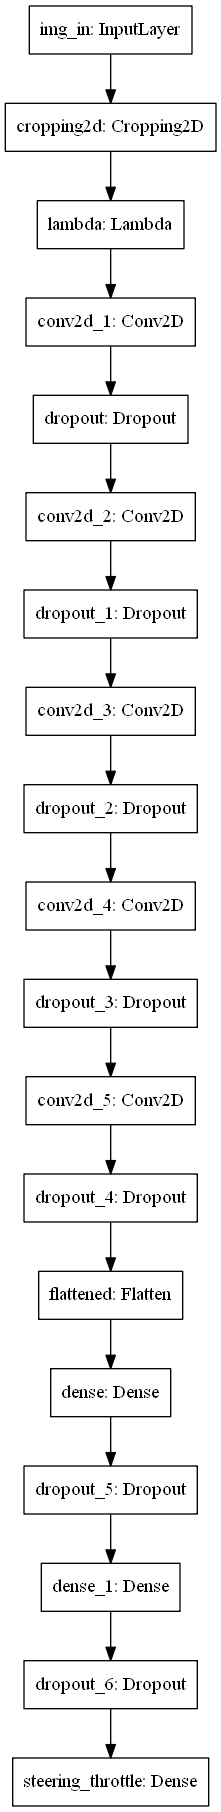 img_in: InputLayer
cropping2d: Cropping2D
lambda: Lambda
conv2d_1: Conv2D
dropout: Dropout
conv2d_2: Conv2D
dropout_1: Dropout
conv2d_3: Conv2D
dropout_2: Dropout
conv2d_4: Conv2D
dropout_3: Dropout
conv2d_5: Conv2D
dropout_4: Dropout
flattened: Flatten
dense: Dense
dropout_5: Dropout
dense_1: Dense
dropout_6: Dropout
steering_throttle: Dense